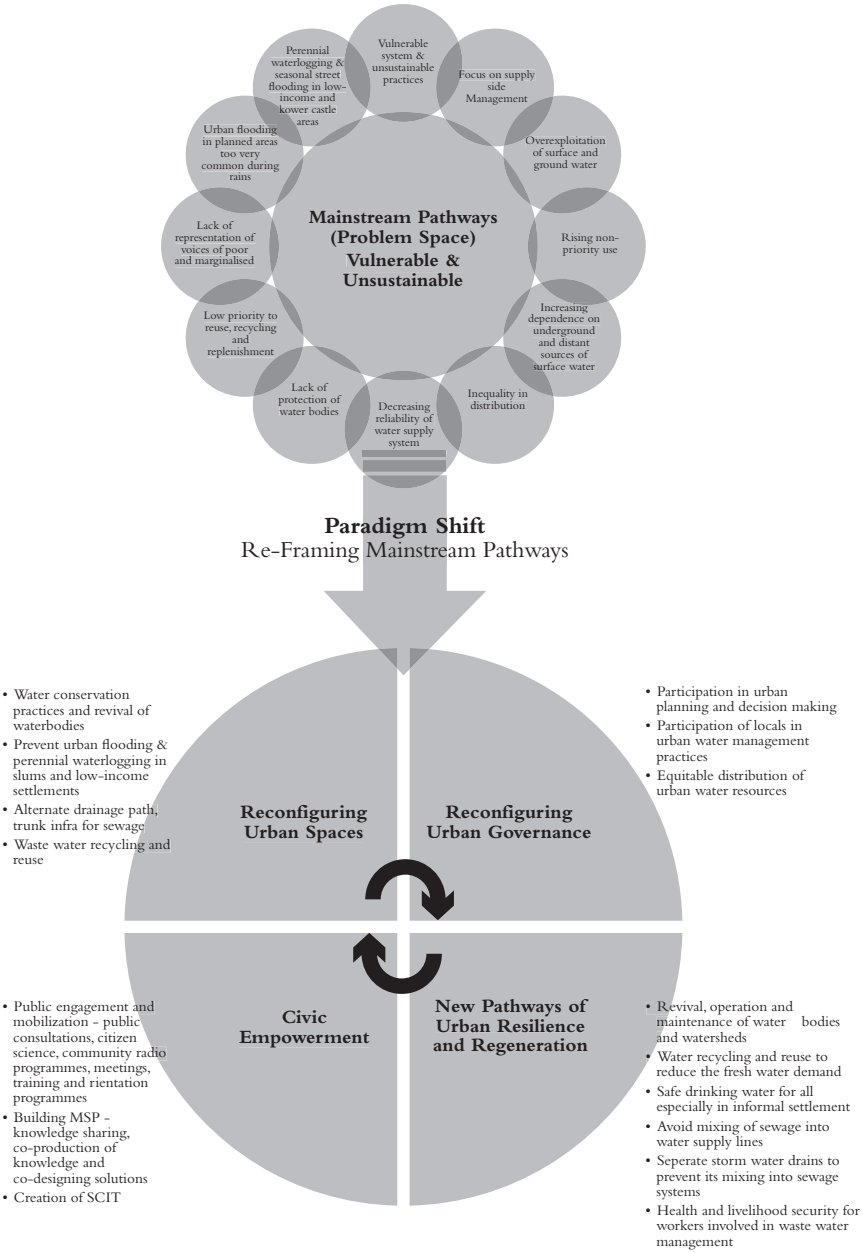 Vulnerable
system &
unsustainable
practices
Focus on supply
side
Management
Overexploitation
of surface and
ground water
Rising non-
priority use
Increasing
dependence on
underground
and distant
sources of
surface water
Inequality in
distribution
Decreasing
reliability of
water supply
system
Lack of
protection of
water bodies
Low priority to
reuse, recycling
and
replenishment
Lack of
representation of
voices of poor
and marginalised
Urban flooding
in planned areas
too very
common during
rains
Perennial
waterlogging &
seasonal street
flooding in low-
income and
kower castle
areas
Mainstream Pathways
(Problem Space)
Vulnerable &
Unsustainable
Paradigm Shift
Re-Framing Mainstream Pathways
• Water conservation
practices and revival of
waterbodies
• Prevent urban flooding &
perennial waterlogging in
slums and low-income
settlements
• Alternate drainage path,
trunk infra for sewage
• Waste water recycling and
reuse
Reconfiguring
Urban Spaces
Reconfiguring
Urban Governance
• Participation in urban
planning and decision making
• Participation of locals in
urban water management
practices
• Equitable distribution of
urban water resources
• Public engagement and
mobilization - public
consultations, citizen
science, community radio
programmes, meetings,
training and rientation
programmes
• Building MSP -
knowledge sharing,
co-production of
knowledge and
co-designing solutions
• Creation of SCIT
Civic
Empowerment
New Pathways of
Urban Resilience
and Regeneration
• Revival, operation and
maintenance of water bodies
and watersheds
• Water recycling and reuse to
reduce the fresh water demand
• Safe drinking water for all
especially in informal settlement
• Avoid mixing of sewage into
water supply lines
• Seperate storm water drains to
prevent its mixing into sewage
systems
• Health and livelihood security for
workers involved in waste water
management